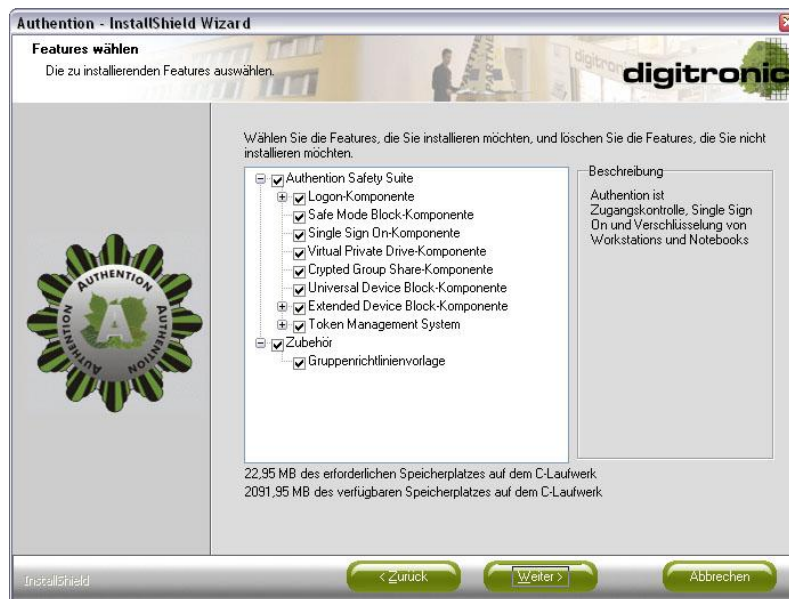 Authention - InstallShield Wizard
Features wählen
Die zu installierenden Features auswählen.
digitronic
Wählen Sie die Features, die Sie installieren möchten, und löschen Sie die Features, die Sie nicht
installieren möchten.
Authention Safety Suite
Logon-Komponente
Safe Mode Block-Komponente
Single Sign On-Komponente
Virtual Private Drive-Komponente
Crypted Group Share-Komponente
Universal Device Block-Komponente
Extended Device Block-Komponente
Token Management System
Zubehör
Gruppenrichtlinienvorlage
Beschreibung
Authention ist
Zugangskontrolle, Single Sign
On und Verschlüsselung von
Workstations und Notebooks
AUTHENTION
AUTHENTION
AUTHENTION
A
22,95 MB des erforderlichen Speicherplatzes auf dem C-Laufwerk
2091,95 MB des verfügbaren Speicherplatzes auf dem C-Laufwerk
InstallShield
< Zurück
Weiter >
Abbrechen